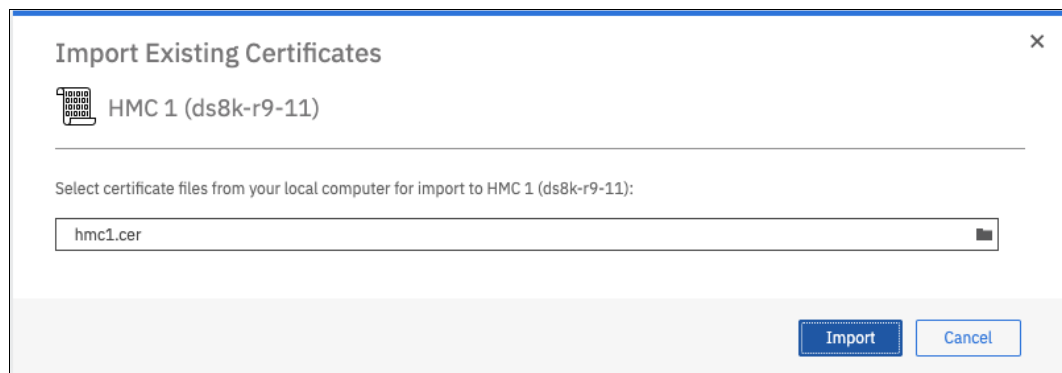 Import Existing Certificates
HMC 1 (ds8k-r9-11)
Select certificate files from your local computer for import to HMC 1 (ds8k-r9-11):
hmc1.cer
Import Cancel